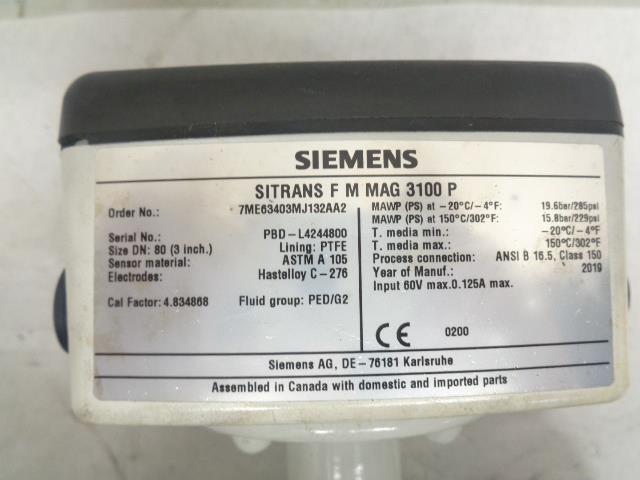 SIEMENS
SITRANS F M MAG 3100 P
Order No.: 7ME63403MJ132AA2
Serial No.: PBD-L4244800
Size DN: 80 (3 inch.) Lining: PTFE
Sensor material: ASTM A 105
Electrodes: Hastelloy C-276
Cal Factor: 4.834868 Fluid group: PED/G2
MAWP (PS) at -20°C/-4°F: 19.6bar/285psi
MAWP (PS) at 150°C/302°F: 15.8bar/229psi
T. media min.: -20°C/-4°F
T. media max.: 150°C/302°F
Process connection: ANSI B 16.5, Class 150
Year of Manuf.: 2019
Input 60V max.0.125A max.
CE 0200
Siemens AG, DE-76181 Karlsruhe
Assembled in Canada with domestic and imported parts